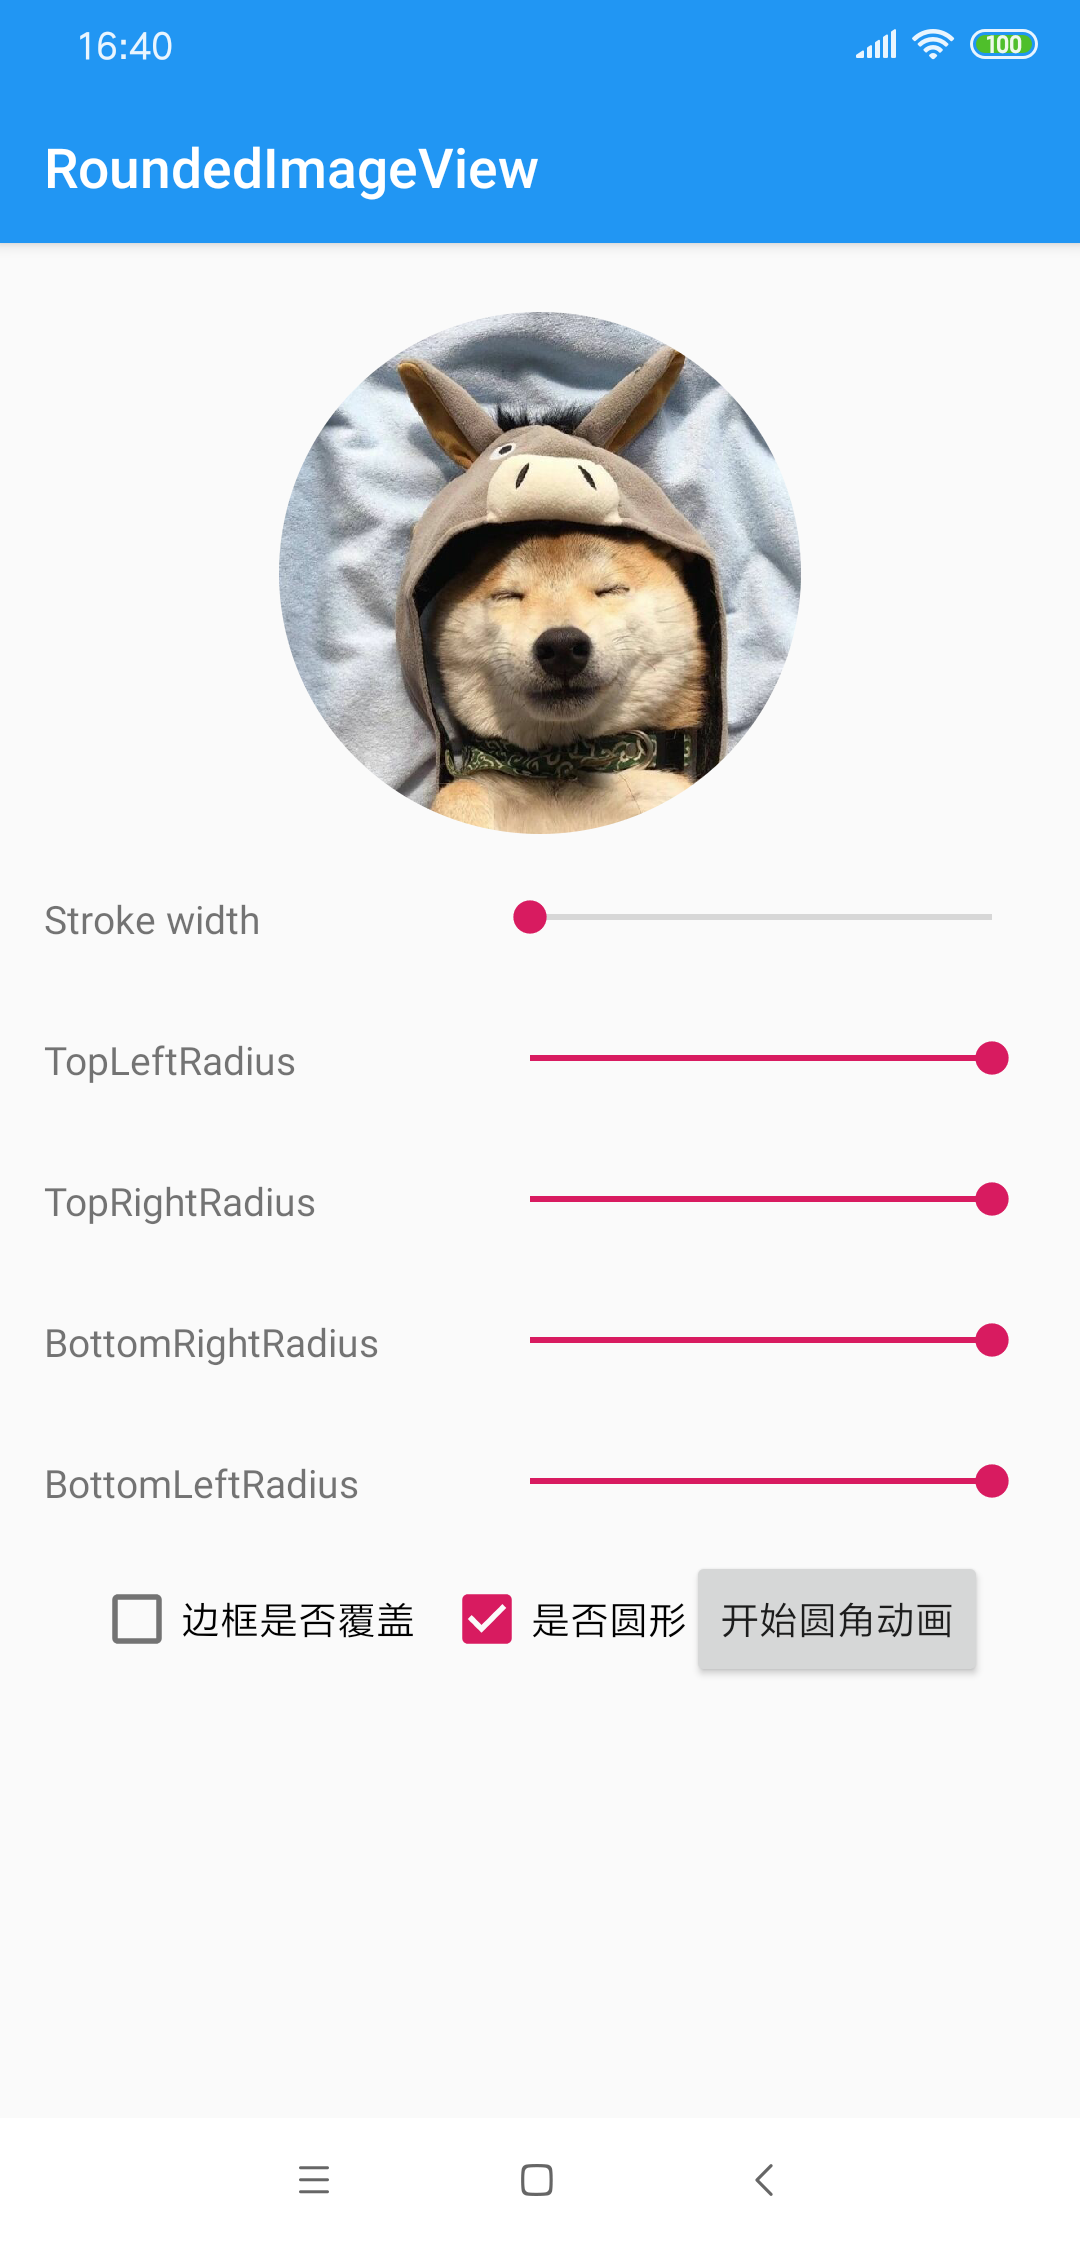 16:40
100
RoundedImageView
Stroke width
TopLeftRadius
TopRightRadius
BottomRightRadius
BottomLeftRadius
边框是否覆盖 是否圆形 开始圆角动画